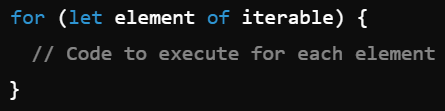 for (let element of iterable) {
  // Code to execute for each element
}